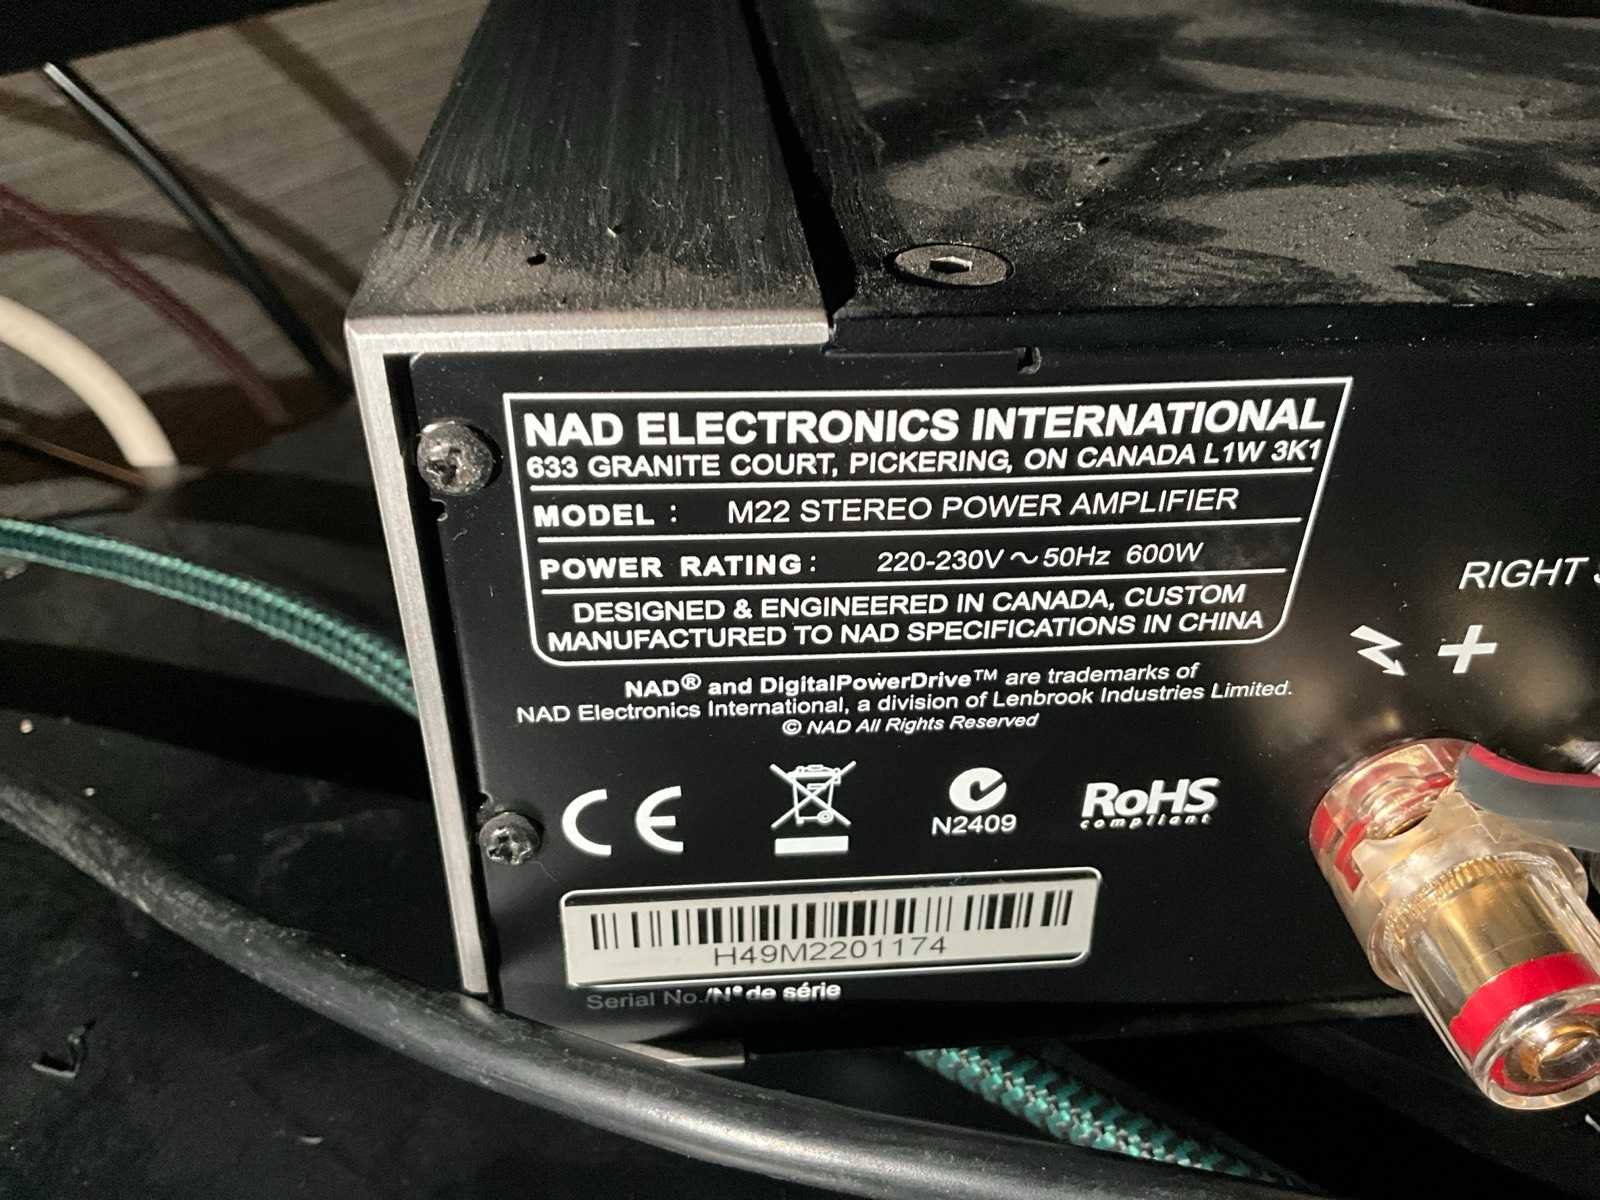 NAD ELECTRONICS INTERNATIONAL
633 GRANITE COURT, PICKERING, ON CANADA L1W 3K1
MODEL : M22 STEREO POWER AMPLIFIER
POWER RATING : 220-230V ~ 50Hz 600W
DESIGNED & ENGINEERED IN CANADA, CUSTOM
MANUFACTURED TO NAD SPECIFICATIONS IN CHINA
NAD® and DigitalPowerDrive™ are trademarks of
NAD Electronics International, a division of Lenbrook Industries Limited.
© NAD All Rights Reserved
RIGHT
+
CE
N2409
RoHS
compliant
H49M2201174
Serial No./N° de série